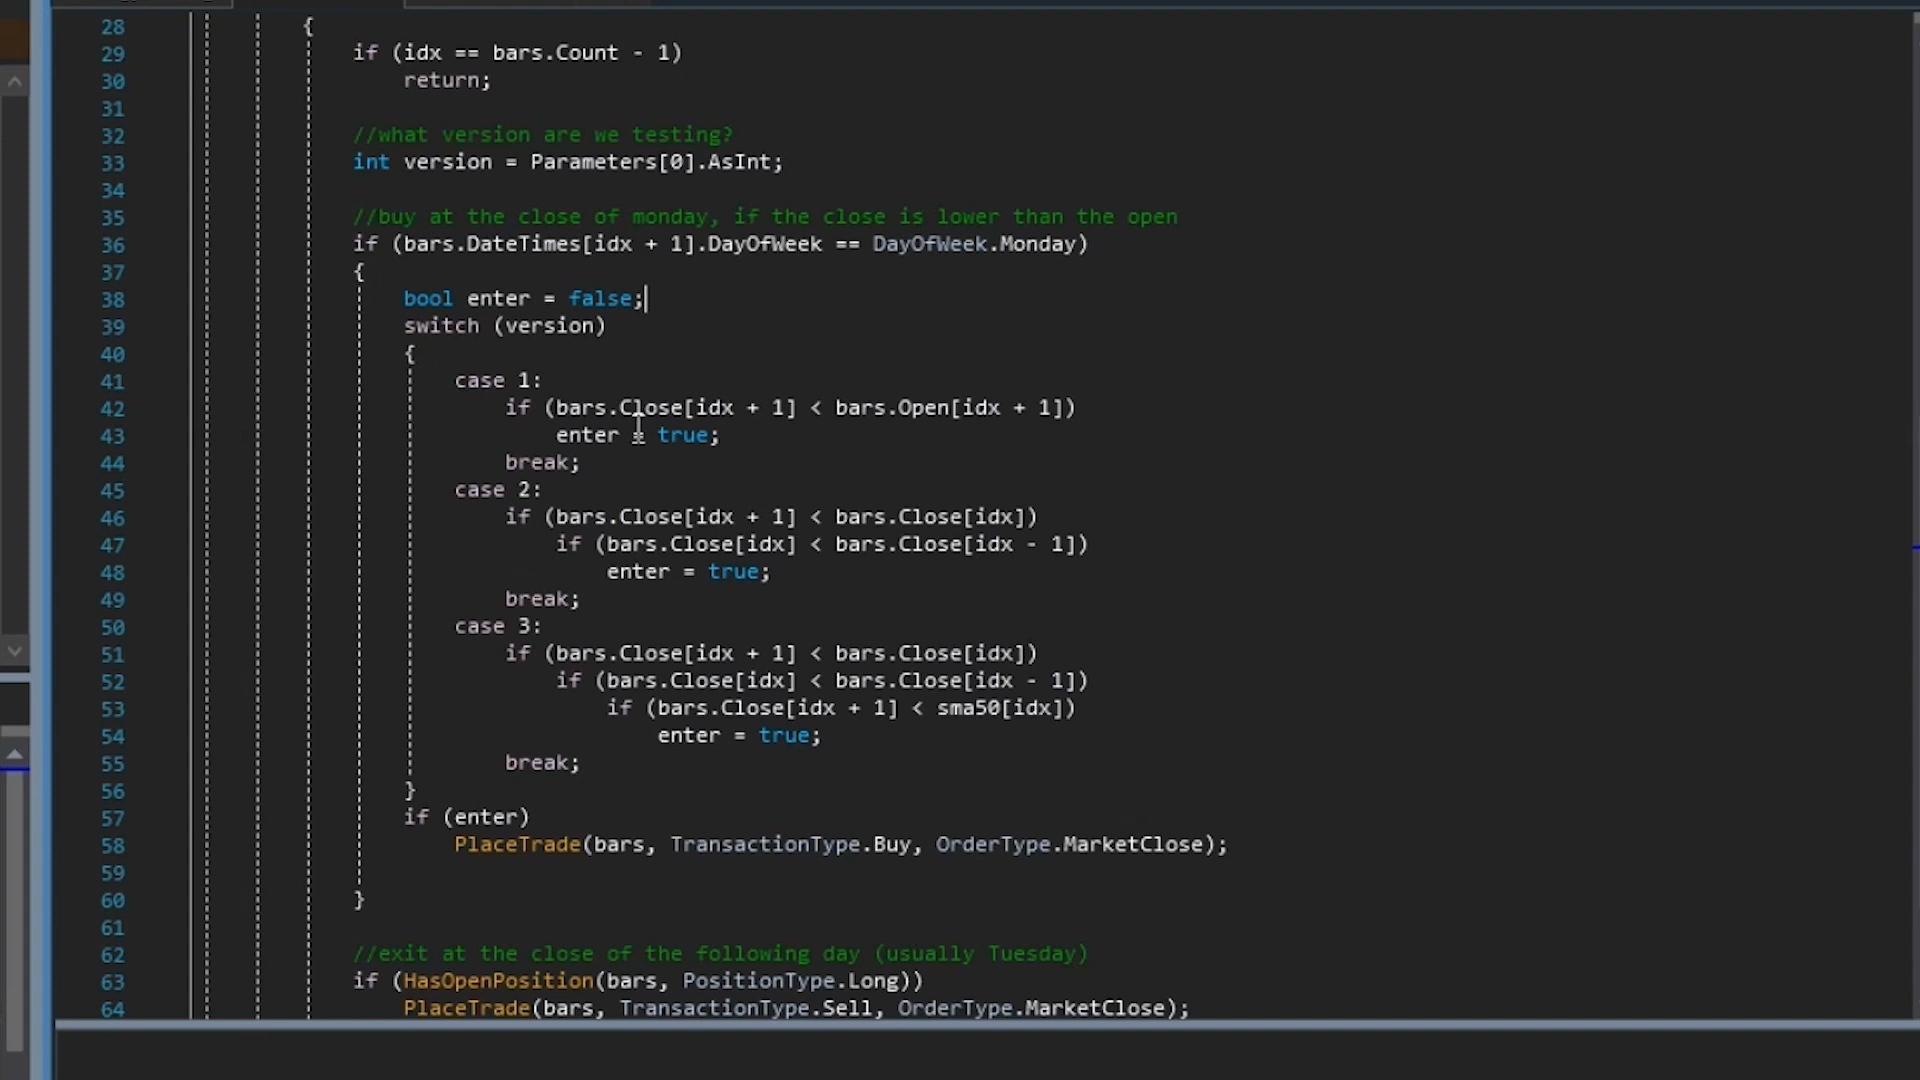 28 {
29 if (idx == bars.Count - 1)
30 return;
31
32 //what version are we testing?
33 int version = Parameters[0].AsInt;
34
35 //buy at the close of monday, if the close is lower than the open
36 if (bars.DateTimes[idx + 1].DayOfWeek == DayOfWeek.Monday)
37 {
38 bool enter = false;
39 switch (version)
40 {
41 case 1:
42 if (bars.Close[idx + 1] < bars.Open[idx + 1])
43 enter = true;
44 break;
45 case 2:
46 if (bars.Close[idx + 1] < bars.Close[idx])
47 if (bars.Close[idx] < bars.Close[idx - 1])
48 enter = true;
49 break;
50 case 3:
51 if (bars.Close[idx + 1] < bars.Close[idx])
52 if (bars.Close[idx] < bars.Close[idx - 1])
53 if (bars.Close[idx + 1] < sma50[idx])
54 enter = true;
55 break;
56 }
57 if (enter)
58 PlaceTrade(bars, TransactionType.Buy, OrderType.MarketClose);
59
60 }
61
62 //exit at the close of the following day (usually Tuesday)
63 if (HasOpenPosition(bars, PositionType.Long))
64 PlaceTrade(bars, TransactionType.Sell, OrderType.MarketClose);